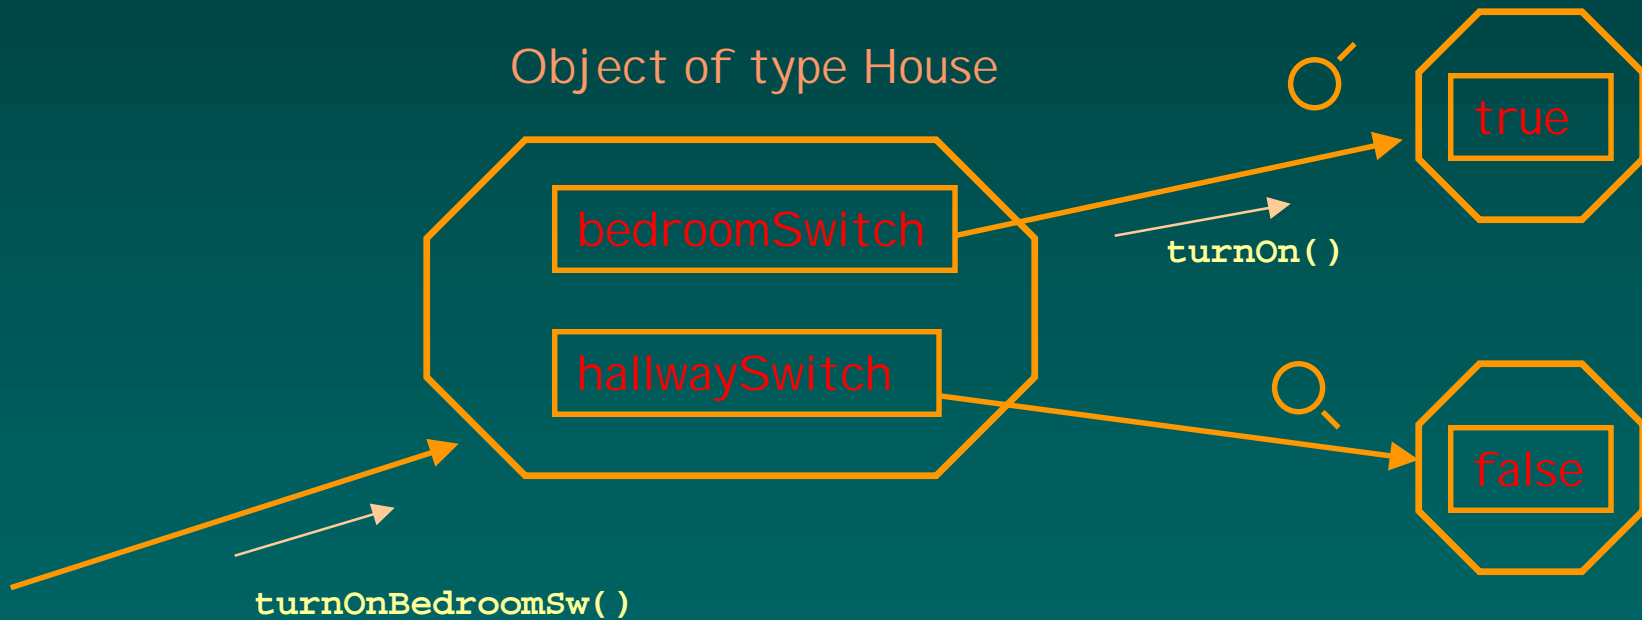 Object of type House
true
bedroomSwitch
turnOn()
hallwaySwitch
false
turnOnBedroomSw()